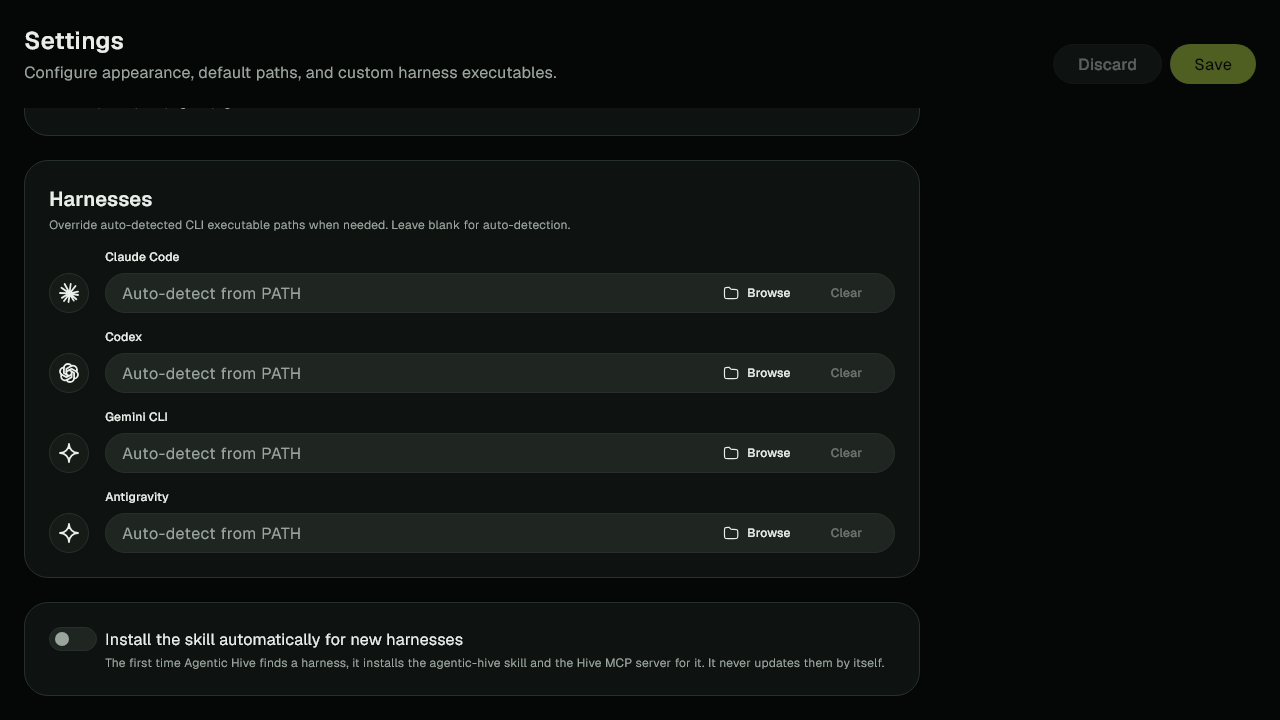 Settings
Configure appearance, default paths, and custom harness executables.
Discard
Save
Harnesses
Override auto-detected CLI executable paths when needed. Leave blank for auto-detection.
Claude Code
Auto-detect from PATH
Browse
Clear
Codex
Auto-detect from PATH
Browse
Clear
Gemini CLI
Auto-detect from PATH
Browse
Clear
Antigravity
Auto-detect from PATH
Browse
Clear
Install the skill automatically for new harnesses
The first time Agentic Hive finds a harness, it installs the agentic-hive skill and the Hive MCP server for it. It never updates them by itself.